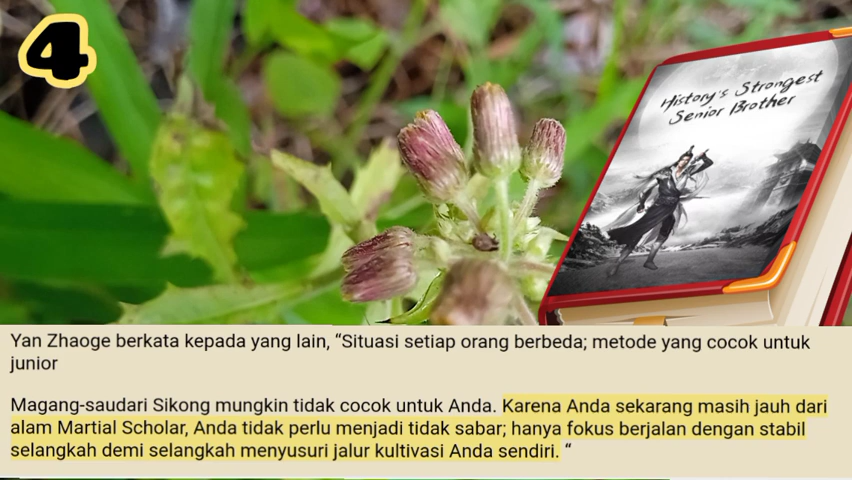 4
History's Strongest
Senior Brother
Yan Zhaoge berkata kepada yang lain, “Situasi setiap orang berbeda; metode yang cocok untuk
junior
Magang-saudari Sikong mungkin tidak cocok untuk Anda. Karena Anda sekarang masih jauh dari
alam Martial Scholar, Anda tidak perlu menjadi tidak sabar; hanya fokus berjalan dengan stabil
selangkah demi selangkah menyusuri jalur kultivasi Anda sendiri. “